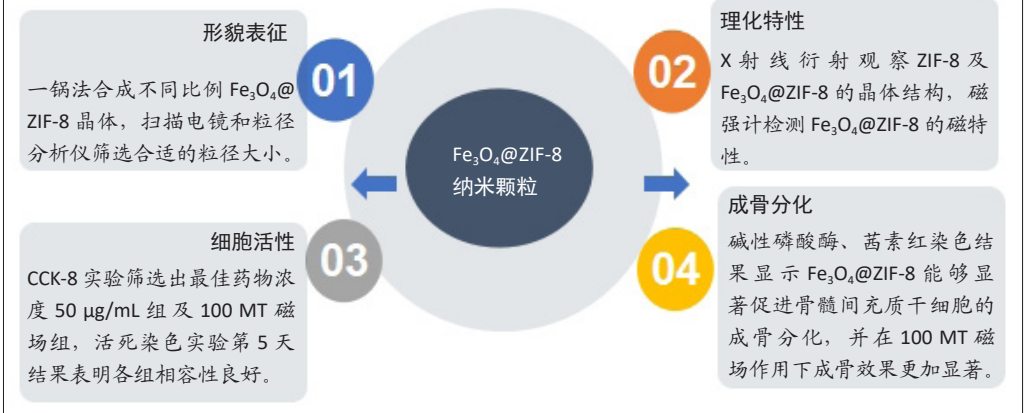 形貌表征
01
一锅法合成不同比例 Fe₃O₄@
ZIF-8 晶体，扫描电镜和粒径
分析仪筛选合适的粒径大小。
02
理化特性
X 射线衍射观察 ZIF-8 及
Fe₃O₄@ZIF-8 的晶体结构，磁
强计检测 Fe₃O₄@ZIF-8 的磁特
性。
Fe₃O₄@ZIF-8
纳米颗粒
细胞活性
03
CCK-8 实验筛选出最佳药物浓
度 50 μg/mL 组及 100 MT 磁
场组，活死染色实验第 5 天
结果表明各组相容性良好。
04
成骨分化
碱性磷酸酶、茜素红染色结
果显示 Fe₃O₄@ZIF-8 能够显
著促进骨髓间充质干细胞的
成骨分化，并在 100 MT 磁
场作用下成骨效果更加显著。